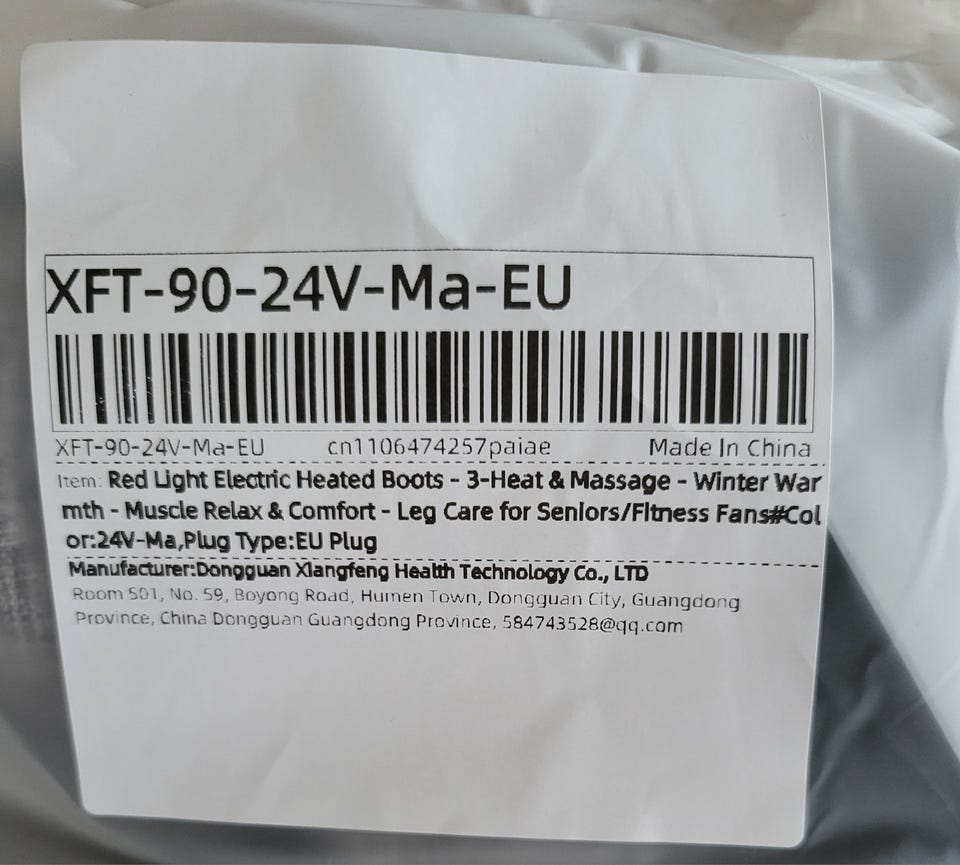 XFT-90-24V-Ma-EU
XFT-90-24V-Ma-EU cn1106474257paiae Made In China
Item: Red Light Electric Heated Boots - 3-Heat & Massage - Winter War
mth - Muscle Relax & Comfort - Leg Care for Seniors/Fitness Fans#Col
or:24V-Ma,Plug Type:EU Plug
Manufacturer:Dongguan Xiangfeng Health Technology Co., LTD
Room 501, No. 59, Boyong Road, Humen Town, Dongguan City, Guangdong
Province, China Dongguan Guangdong Province, 584743528@qq.com